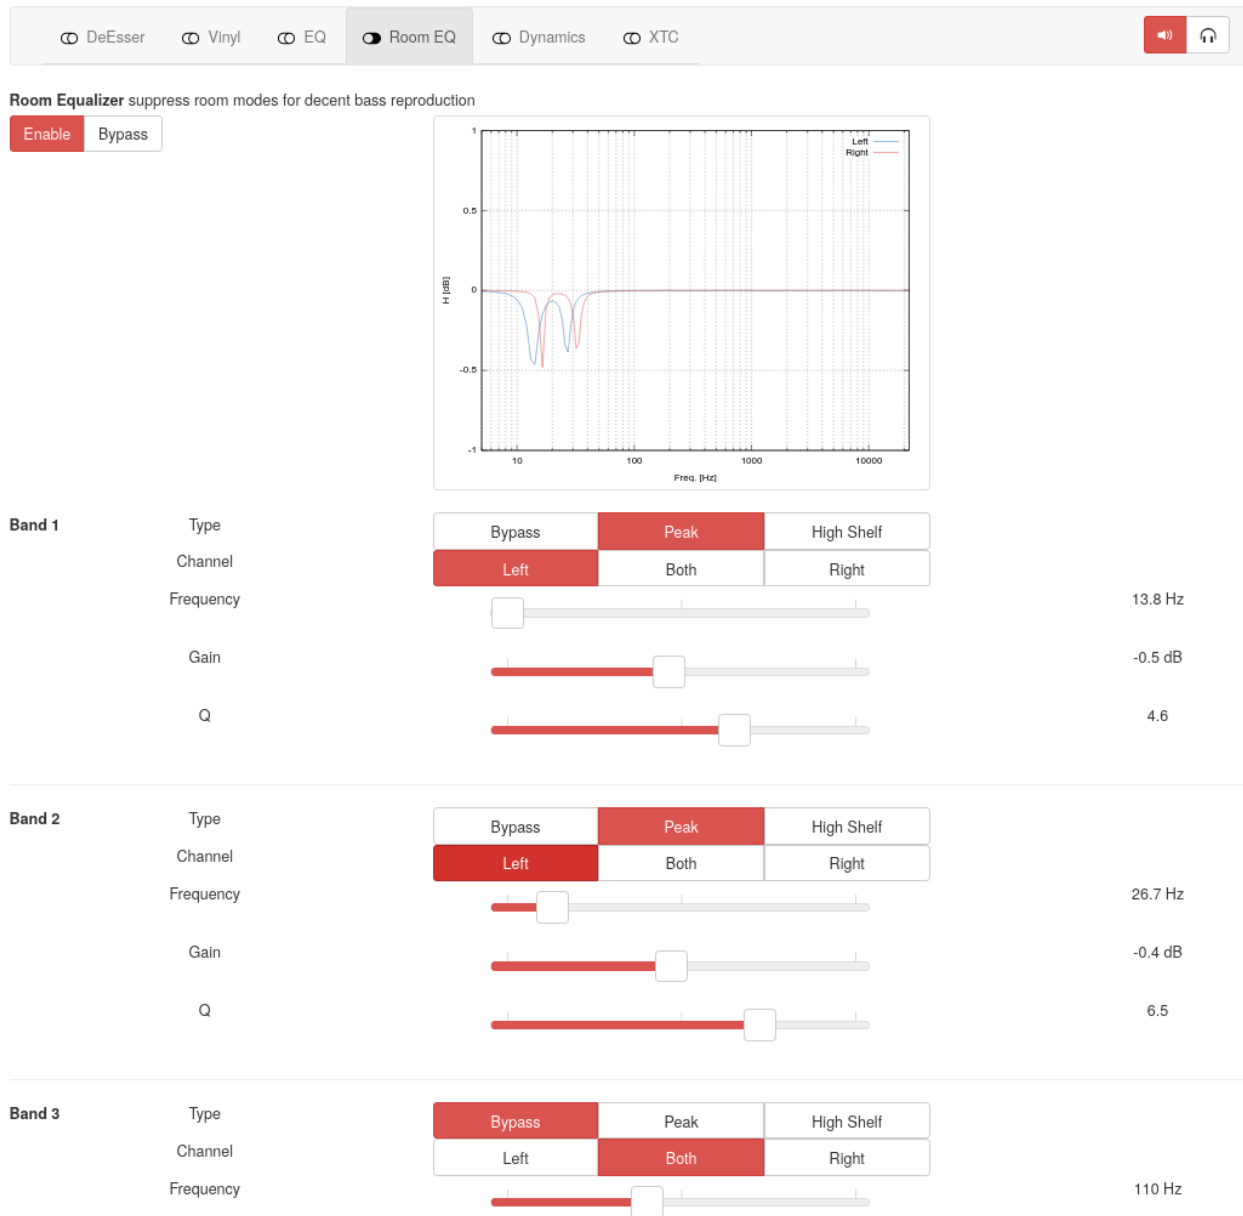 DeEsser Vinyl EQ Room EQ Dynamics XTC
Room Equalizer suppress room modes for decent bass reproduction
Enable Bypass
1
Left
Right
0.5
0
-0.5
-1
H [dB]
10 100 1000 10000
Freq. [Hz]
Band 1 Type Bypass Peak High Shelf
Channel Left Both Right
Frequency 13.8 Hz
Gain -0.5 dB
Q 4.6
Band 2 Type Bypass Peak High Shelf
Channel Left Both Right
Frequency 26.7 Hz
Gain -0.4 dB
Q 6.5
Band 3 Type Bypass Peak High Shelf
Channel Left Both Right
Frequency 110 Hz